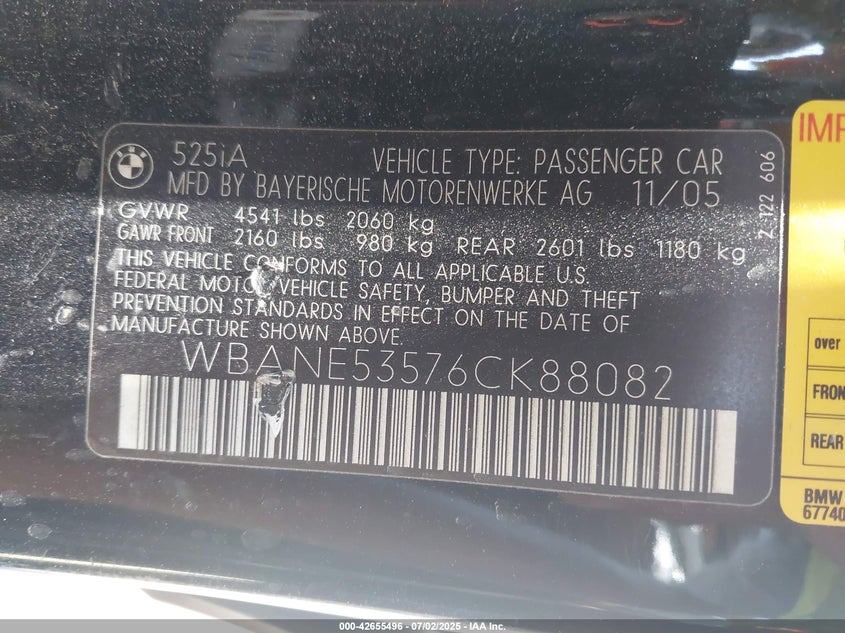 BMW
525iA VEHICLE TYPE: PASSENGER CAR
MFD BY BAYERISCHE MOTORENWERKE AG 11/05
GVWR 4541 lbs 2060 kg
GAWR FRONT 2160 lbs 980 kg REAR 2601 lbs 1180 kg
THIS VEHICLE CONFORMS TO ALL APPLICABLE U.S.
FEDERAL MOTOR VEHICLE SAFETY, BUMPER AND THEFT
PREVENTION STANDARDS IN EFFECT ON THE DATE OF
MANUFACTURE SHOWN ABOVE.
WBANE53576CK88082
2 122 606
IMP
over
FRON
REAR
BMW
67740
000-42655496 - 07/02/2025 - IAA Inc.